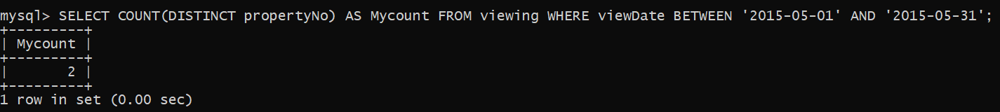 mysql> SELECT COUNT(DISTINCT propertyNo) AS Mycount FROM viewing WHERE viewDate BETWEEN '2015-05-01' AND '2015-05-31';
+---------+
| Mycount |
+---------+
|       2 |
+---------+
1 row in set (0.00 sec)